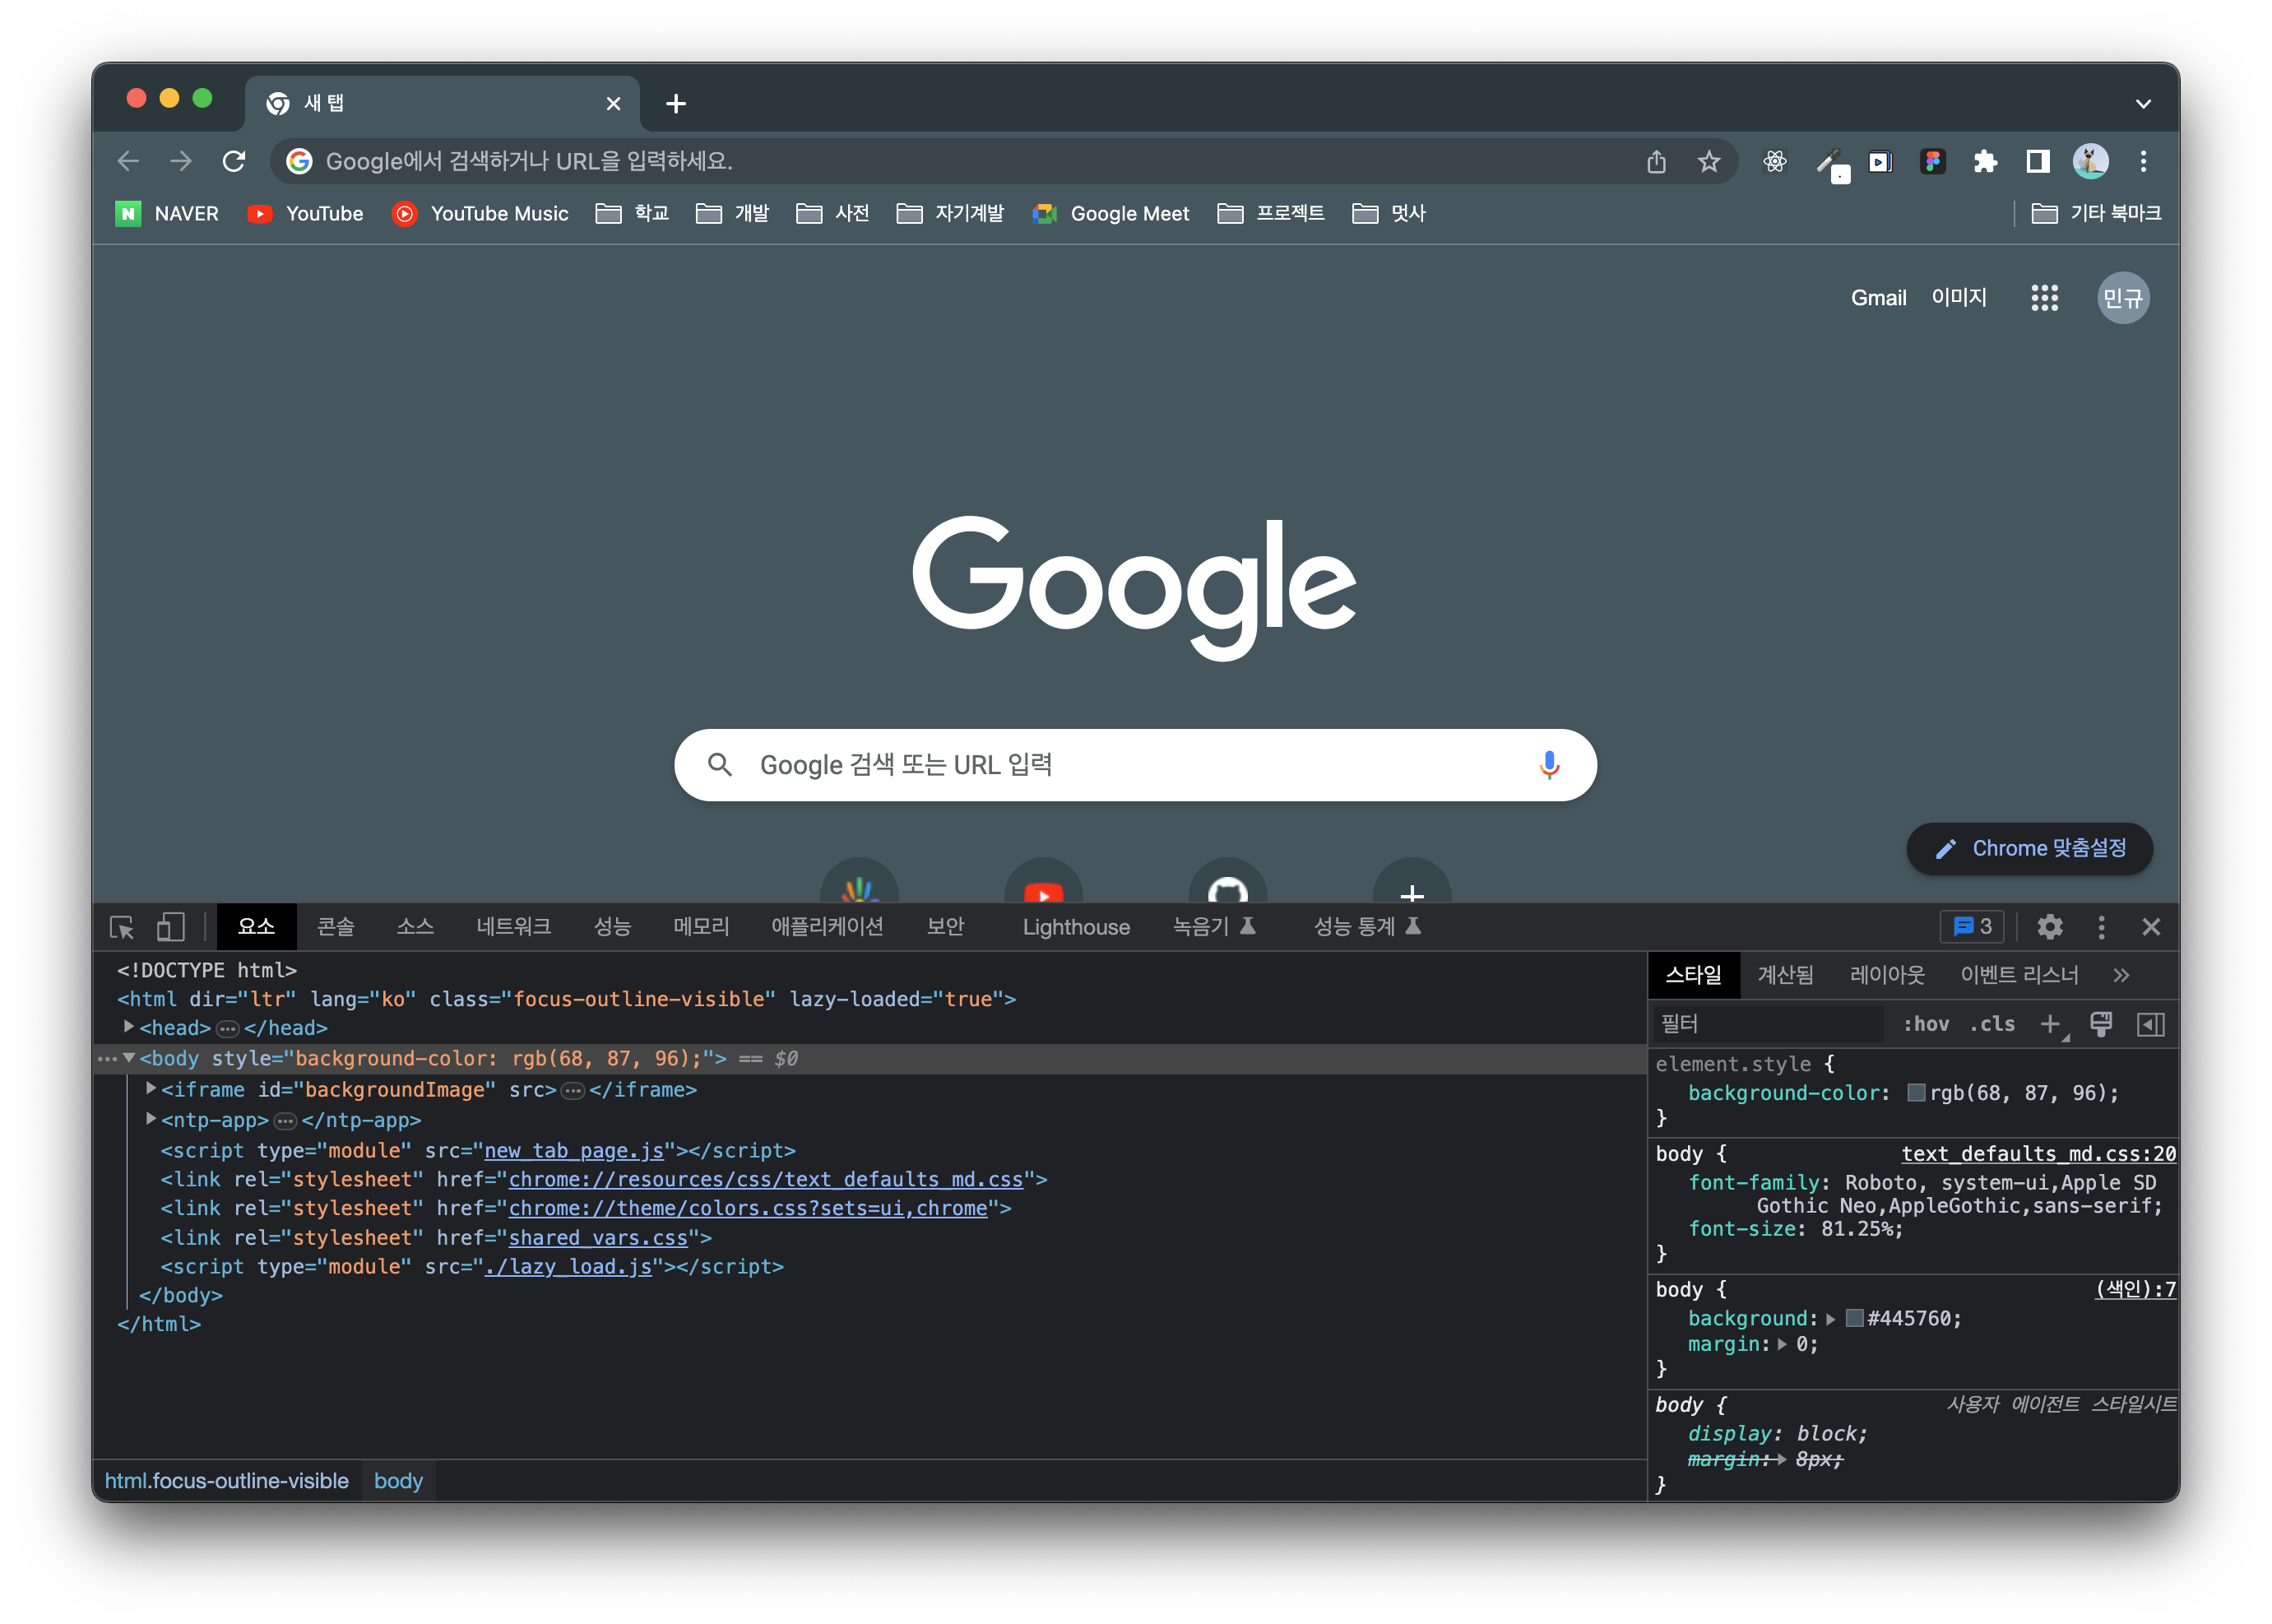 새 탭
Google에서 검색하거나 URL을 입력하세요.
NAVER YouTube YouTube Music 학교 개발 사전 자기계발 Google Meet 프로젝트 멋사 기타 북마크
Gmail 이미지 민규
Google
Google 검색 또는 URL 입력
Chrome 맞춤설정
요소 콘솔 소스 네트워크 성능 메모리 애플리케이션 보안 Lighthouse 녹음기 성능 통계 3
<!DOCTYPE html>
<html dir="ltr" lang="ko" class="focus-outline-visible" lazy-loaded="true">
<head>…</head>
<body style="background-color: rgb(68, 87, 96);"> == $0
<iframe id="backgroundImage" src>…</iframe>
<ntp-app>…</ntp-app>
<script type="module" src="new_tab_page.js"></script>
<link rel="stylesheet" href="chrome://resources/css/text_defaults_md.css">
<link rel="stylesheet" href="chrome://theme/colors.css?sets=ui,chrome">
<link rel="stylesheet" href="shared_vars.css">
<script type="module" src="./lazy_load.js"></script>
</body>
</html>
html.focus-outline-visible body
스타일 계산됨 레이아웃 이벤트 리스너
필터 :hov .cls
element.style {
background-color: rgb(68, 87, 96);
}
body { text_defaults_md.css:20
font-family: Roboto, system-ui,Apple SD
Gothic Neo,AppleGothic,sans-serif;
font-size: 81.25%;
}
body { (색인):7
background: #445760;
margin: 0;
}
body { 사용자 에이전트 스타일시트
display: block;
margin: 8px;
}